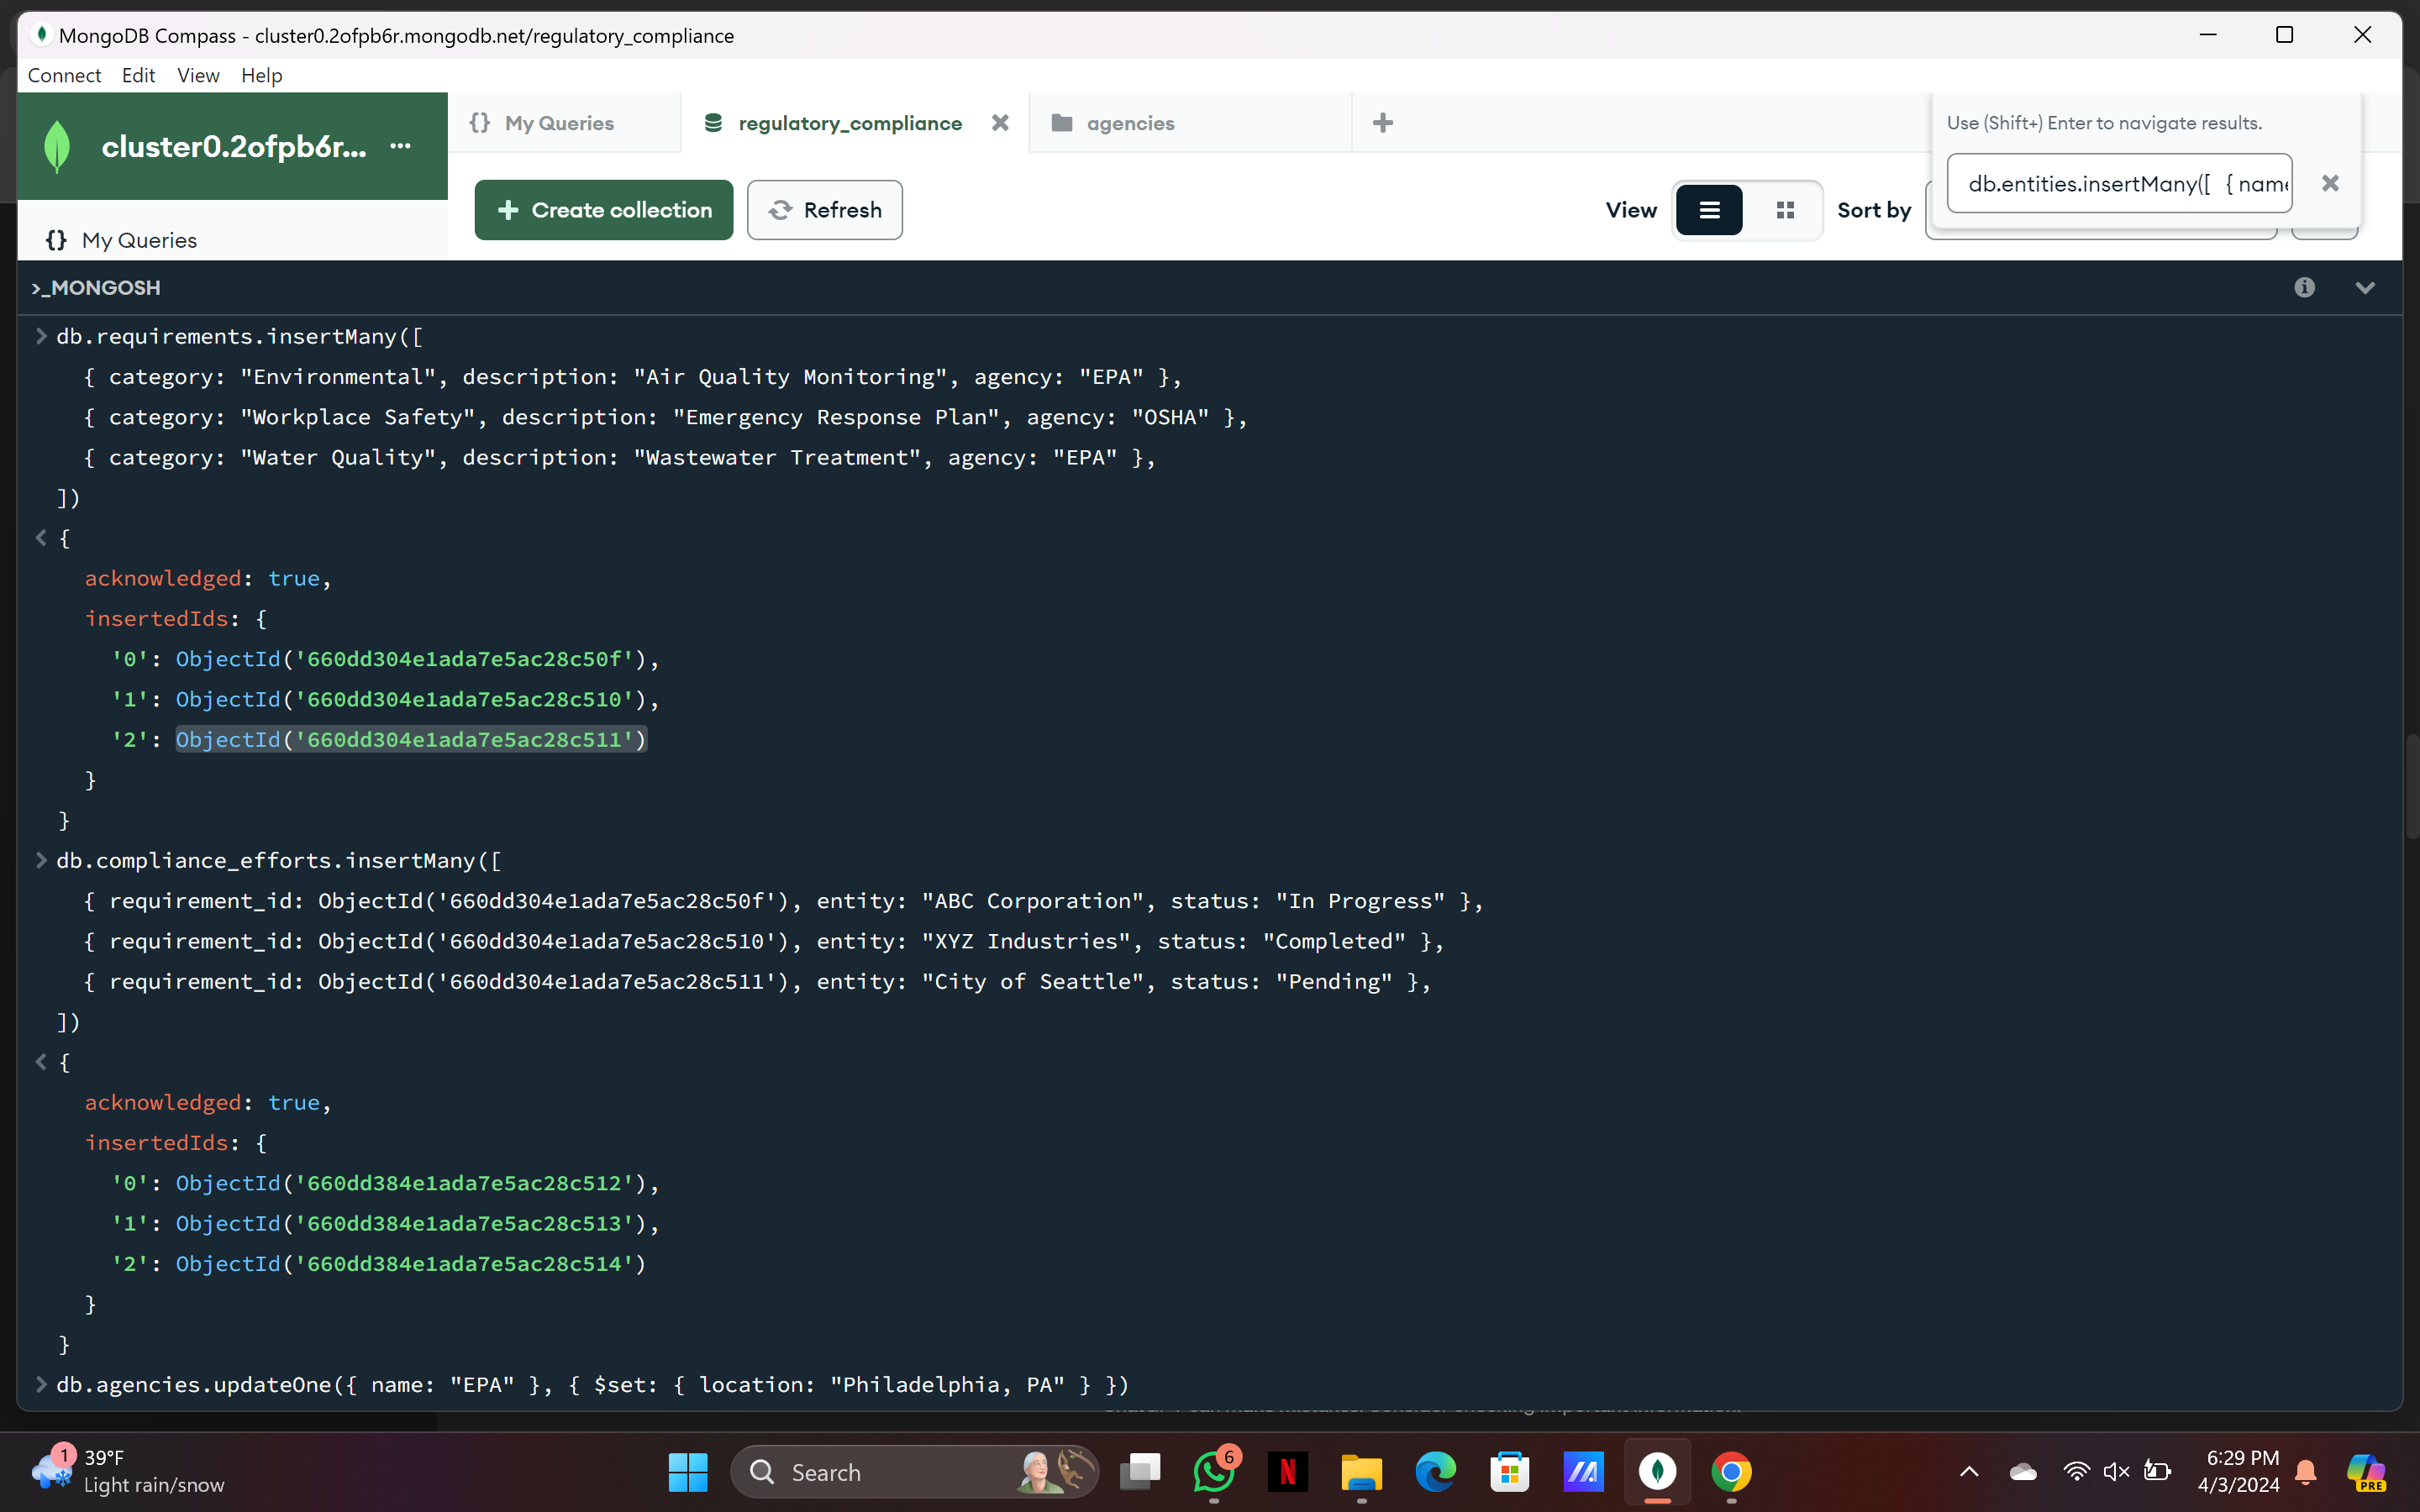 MongoDB Compass - cluster0.2ofpb6r.mongodb.net/regulatory_compliance
Connect Edit View Help
cluster0.2ofpb6r... ...
{} My Queries
regulatory_compliance
agencies
Use (Shift+) Enter to navigate results.
db.entities.insertMany([ { name
Create collection
Refresh
View
Sort by
{} My Queries
>_MONGOSH
> db.requirements.insertMany([
{ category: "Environmental", description: "Air Quality Monitoring", agency: "EPA" },
{ category: "Workplace Safety", description: "Emergency Response Plan", agency: "OSHA" },
{ category: "Water Quality", description: "Wastewater Treatment", agency: "EPA" },
])
< {
acknowledged: true,
insertedIds: {
'0': ObjectId('660dd304e1ada7e5ac28c50f'),
'1': ObjectId('660dd304e1ada7e5ac28c510'),
'2': ObjectId('660dd304e1ada7e5ac28c511')
}
}
> db.compliance_efforts.insertMany([
{ requirement_id: ObjectId('660dd304e1ada7e5ac28c50f'), entity: "ABC Corporation", status: "In Progress" },
{ requirement_id: ObjectId('660dd304e1ada7e5ac28c510'), entity: "XYZ Industries", status: "Completed" },
{ requirement_id: ObjectId('660dd304e1ada7e5ac28c511'), entity: "City of Seattle", status: "Pending" },
])
< {
acknowledged: true,
insertedIds: {
'0': ObjectId('660dd384e1ada7e5ac28c512'),
'1': ObjectId('660dd384e1ada7e5ac28c513'),
'2': ObjectId('660dd384e1ada7e5ac28c514')
}
}
> db.agencies.updateOne({ name: "EPA" }, { $set: { location: "Philadelphia, PA" } })
1
39°F
Light rain/snow
Search
6
N
6:29 PM
4/3/2024
PRE